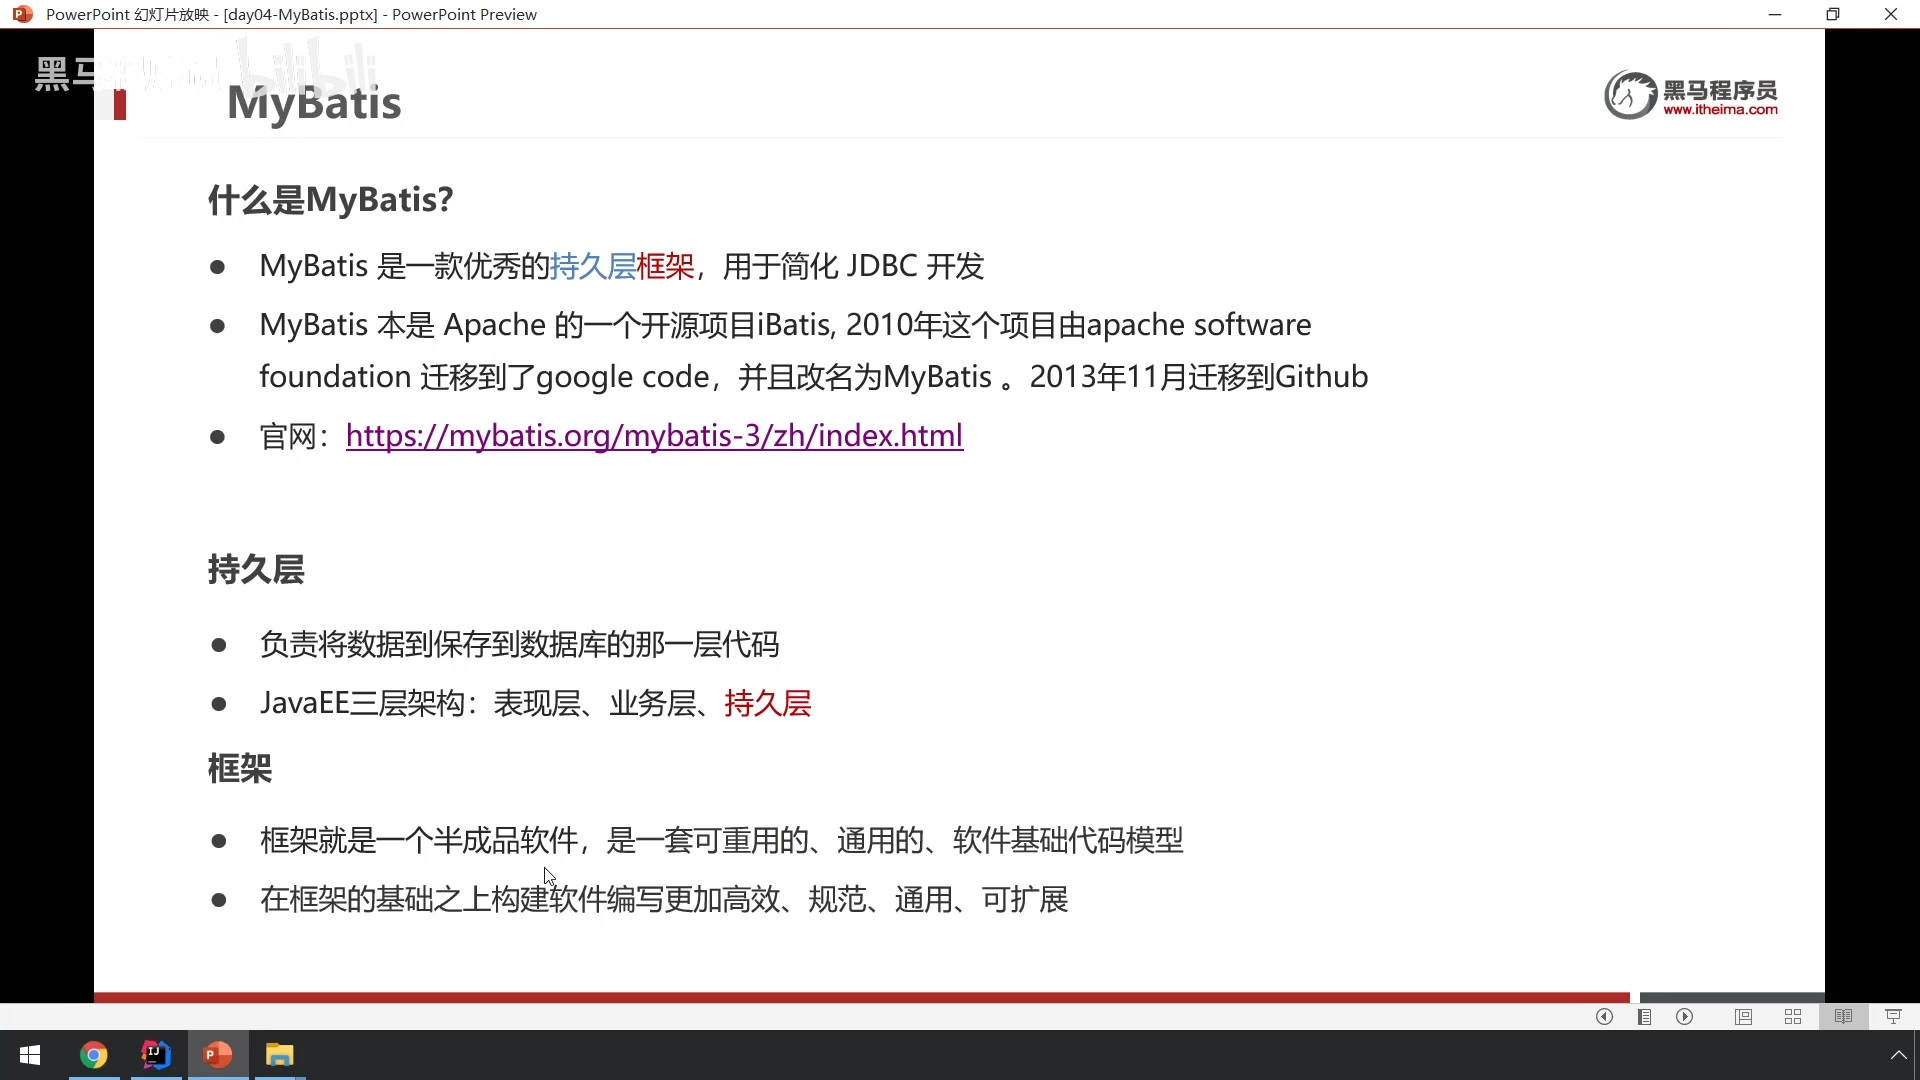 PowerPoint 幻灯片放映 - [day04-MyBatis.pptx] - PowerPoint Preview
bilibili
MyBatis
黑马程序员
www.itheima.com
什么是MyBatis?
MyBatis 是一款优秀的持久层框架，用于简化 JDBC 开发
MyBatis 本是 Apache 的一个开源项目iBatis, 2010年这个项目由apache software
foundation 迁移到了google code，并且改名为MyBatis 。2013年11月迁移到Github
官网：https://mybatis.org/mybatis-3/zh/index.html
持久层
负责将数据到保存到数据库的那一层代码
JavaEE三层架构：表现层、业务层、持久层
框架
框架就是一个半成品软件，是一套可重用的、通用的、软件基础代码模型
在框架的基础之上构建软件编写更加高效、规范、通用、可扩展